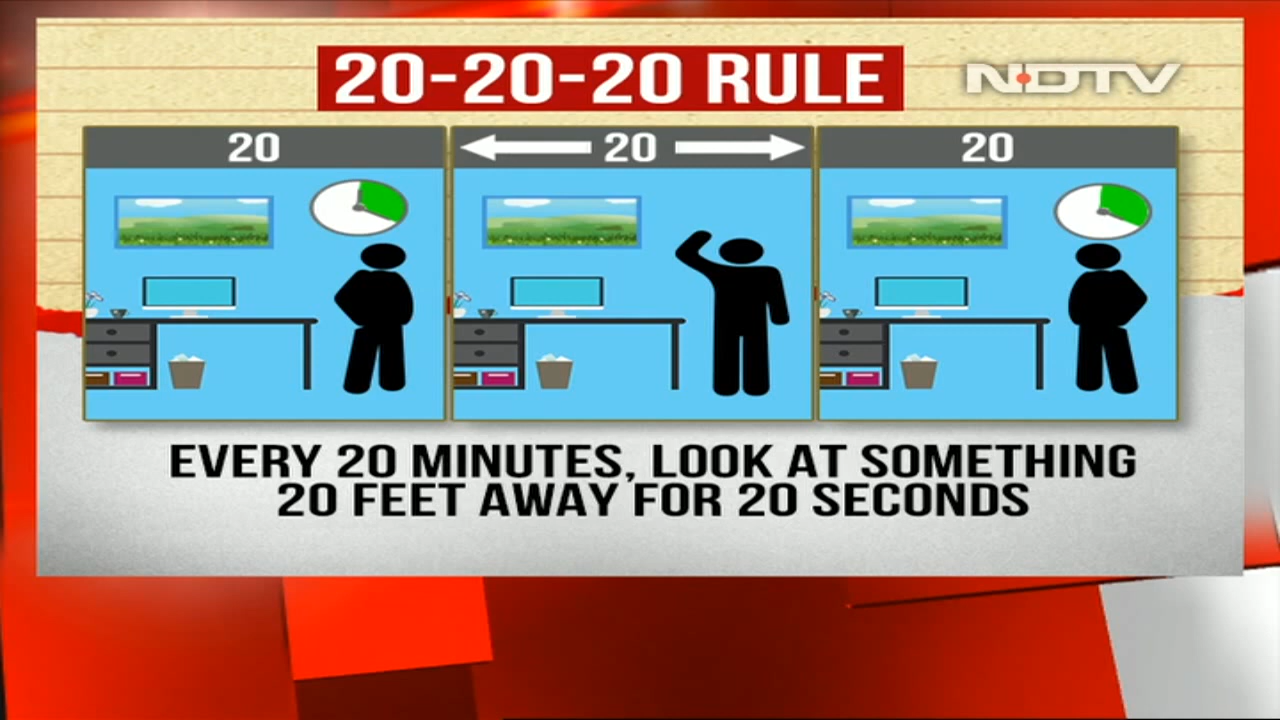 20-20-20 RULE
NDTV
20
20
20
EVERY 20 MINUTES, LOOK AT SOMETHING
20 FEET AWAY FOR 20 SECONDS